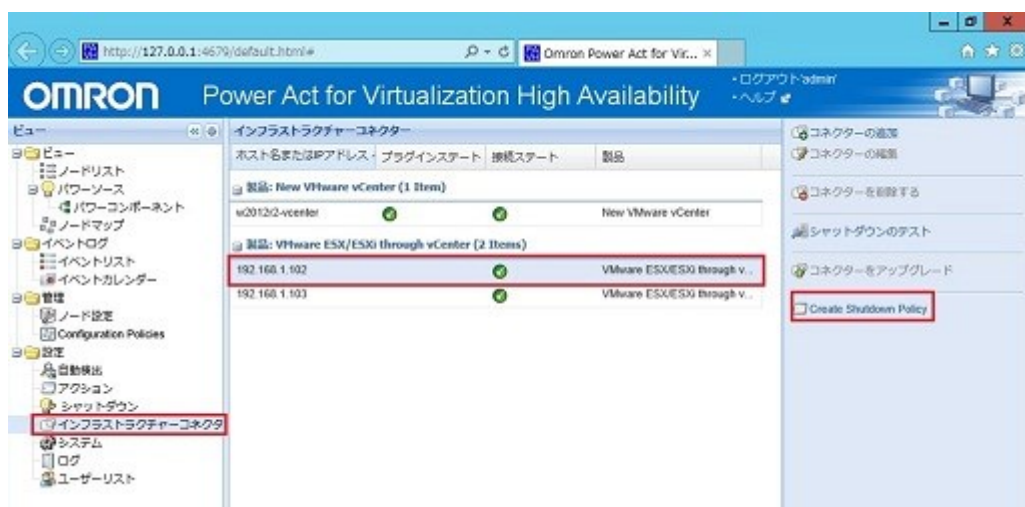 http://127.0.0.1:4679/default.html#
Omron Power Act for Vir...
OMRON
Power Act for Virtualization High Availability
・ログアウト'admin'
・ヘルプ
ビュー
ビュー
ノードリスト
パワーソース
パワーコンポーネント
ノードマップ
イベントログ
イベントリスト
イベントカレンダー
管理
ノード設定
Configuration Policies
設定
自動検出
アクション
シャットダウン
インフラストラクチャーコネクタ
システム
ログ
ユーザーリスト
インフラストラクチャーコネクター
ホスト名またはIPアドレス プラグインステート 接続ステート 製品
製品: New VMware vCenter (1 Item)
w2012r2-vcenter New VMware vCenter
製品: VMware ESX/ESXi through vCenter (2 Items)
192.168.1.102 VMware ESX/ESXi through v...
192.168.1.103 VMware ESX/ESXi through v...
コネクターの追加
コネクターの編集
コネクターを削除する
シャットダウンのテスト
コネクターをアップグレード
Create Shutdown Policy